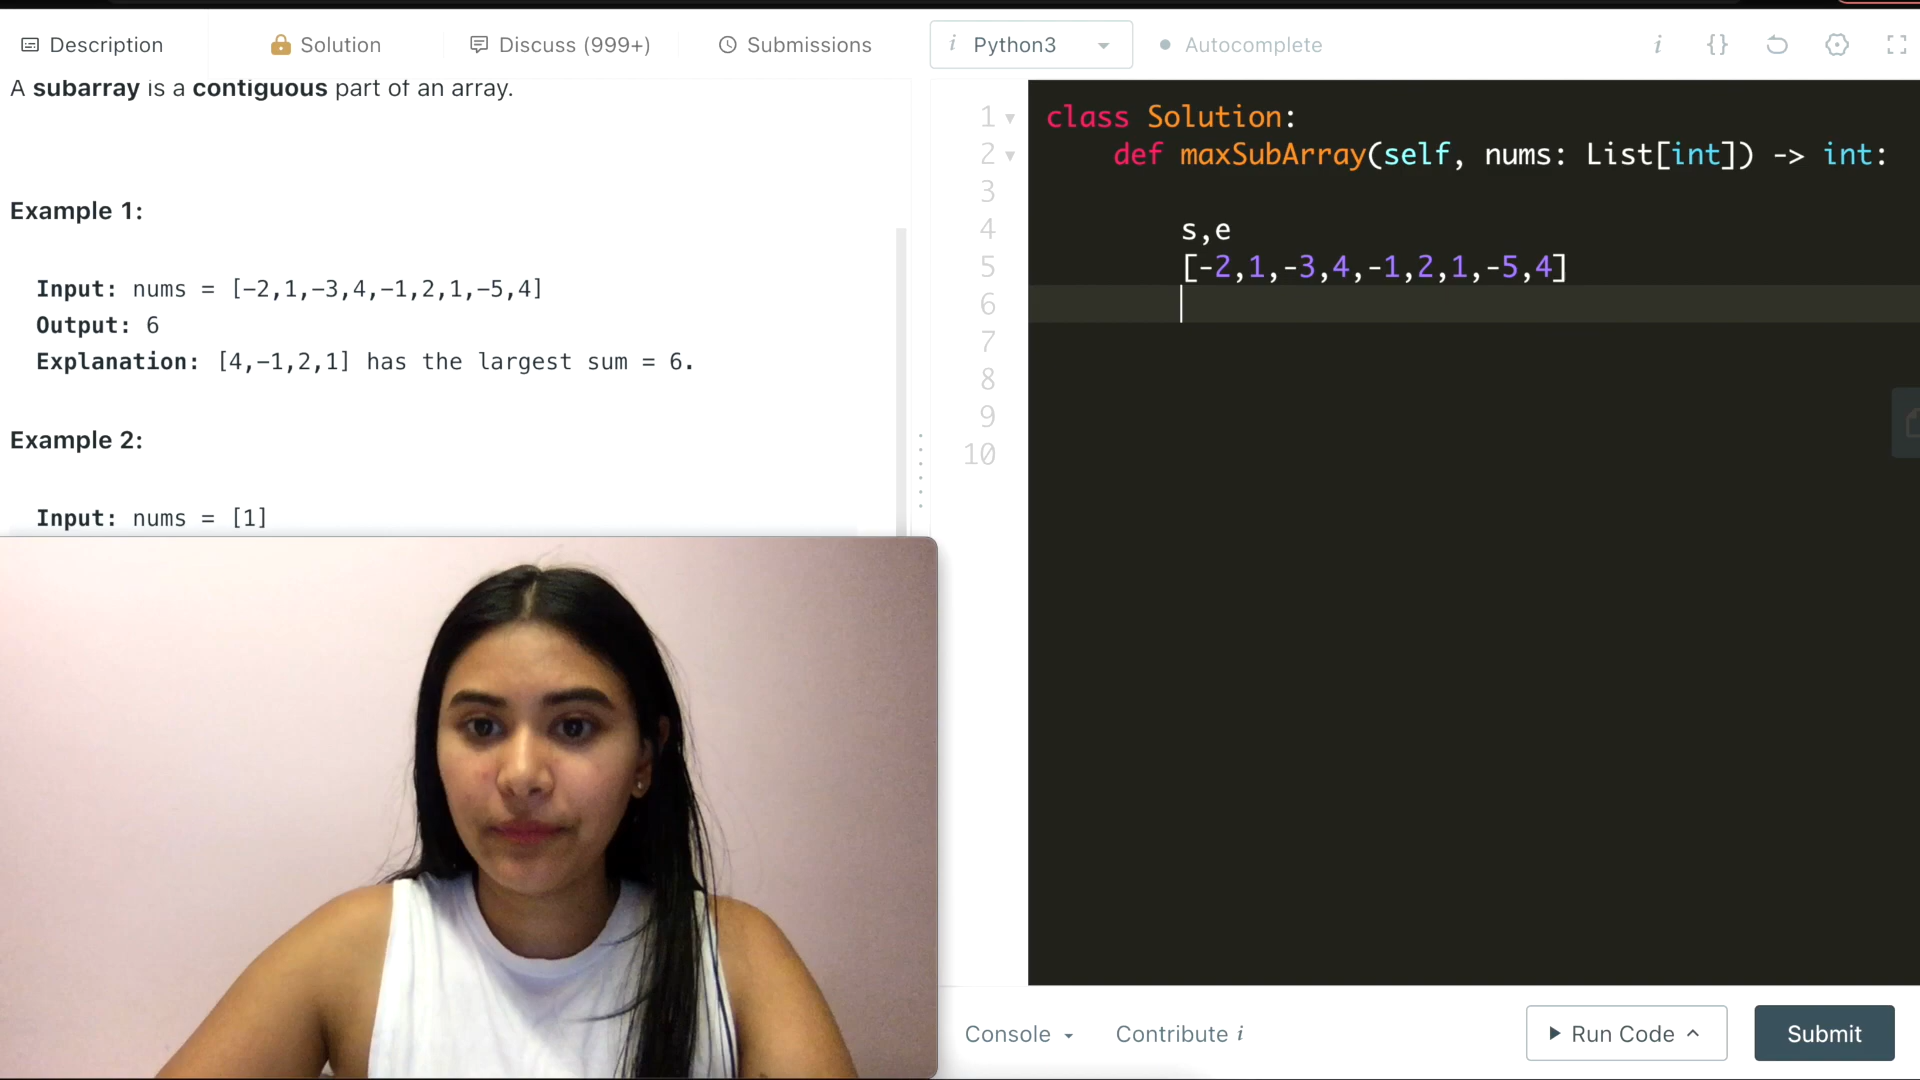 Description
Solution
Discuss (999+)
Submissions
i Python3
Autocomplete
i {}
A subarray is a contiguous part of an array.
Example 1:
Input: nums = [-2,1,-3,4,-1,2,1,-5,4]
Output: 6
Explanation: [4,-1,2,1] has the largest sum = 6.
Example 2:
Input: nums = [1]
1 class Solution:
2 def maxSubArray(self, nums: List[int]) -> int:
3
4 s,e
5 [-2,1,-3,4,-1,2,1,-5,4]
6
7
8
9
10
Console
Contribute i
Run Code
Submit